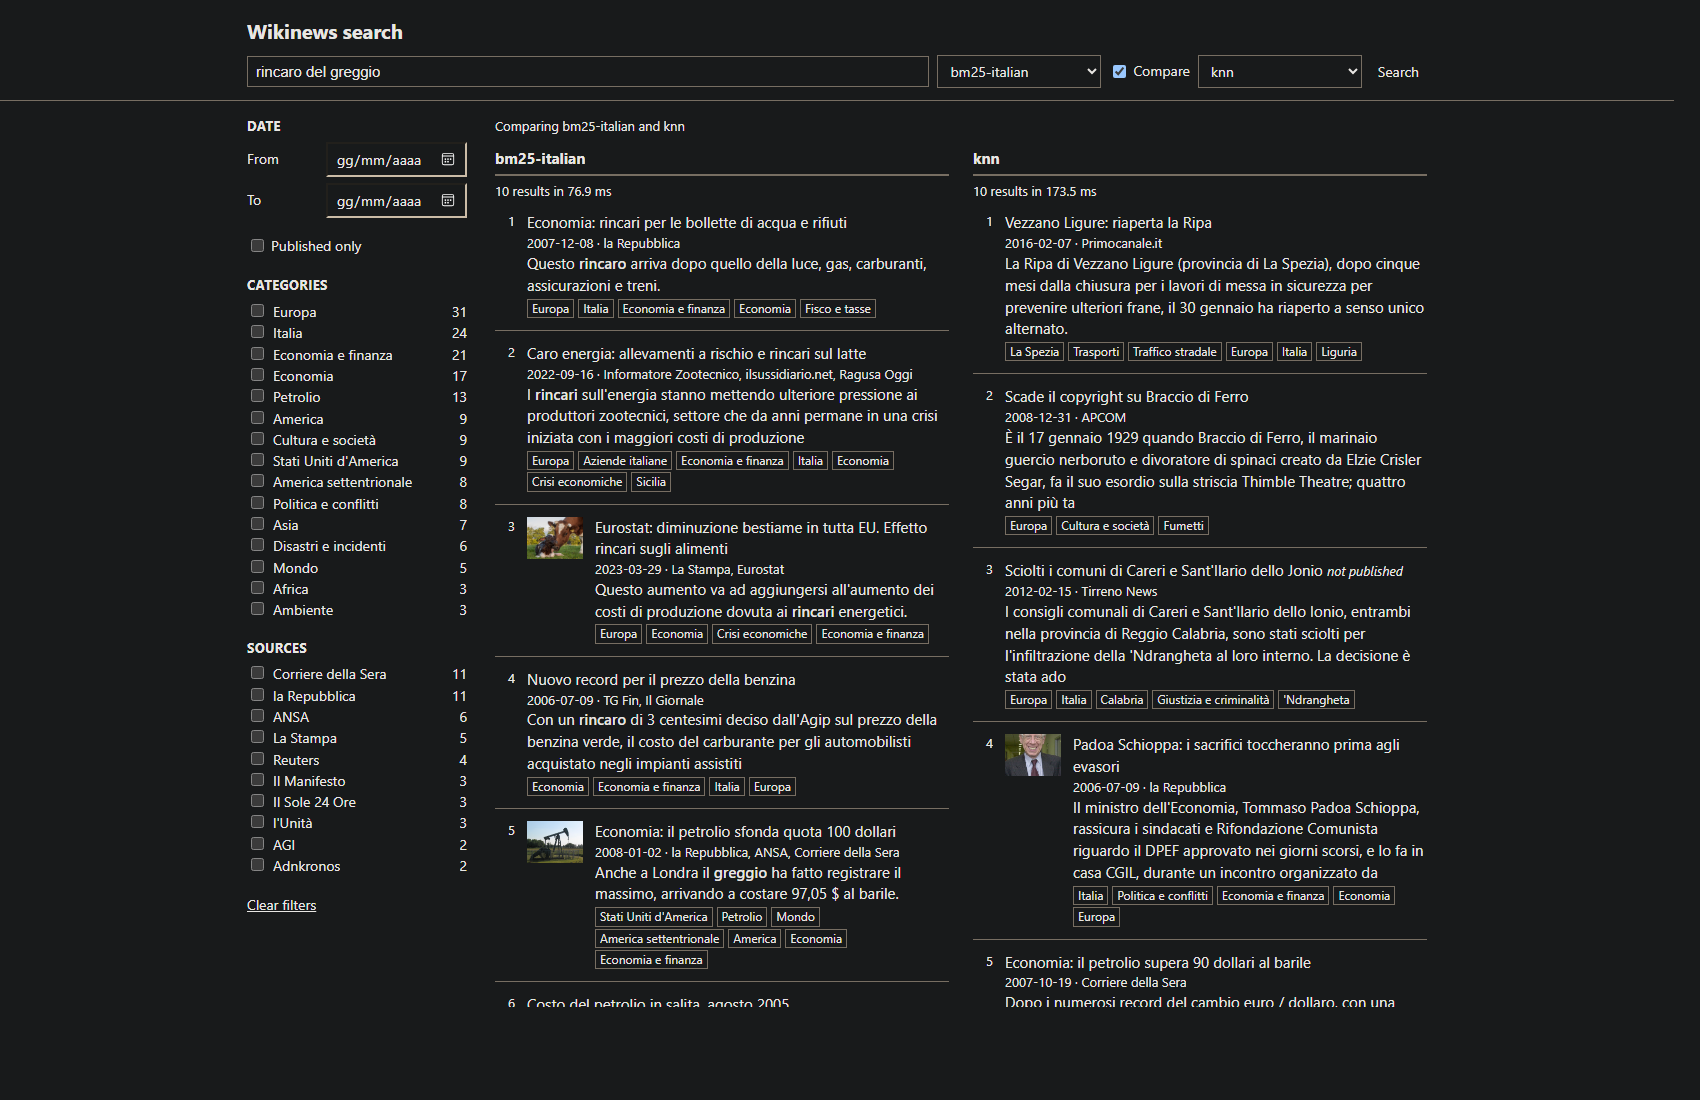 Wikinews search
rincaro del greggio
bm25-italian
Compare
knn
Search
DATE
From
gg/mm/aaaa
To
gg/mm/aaaa
Published only
CATEGORIES
Europa 31
Italia 24
Economia e finanza 21
Economia 17
Petrolio 13
America 9
Cultura e società 9
Stati Uniti d'America 9
America settentrionale 8
Politica e conflitti 8
Asia 7
Disastri e incidenti 6
Mondo 5
Africa 3
Ambiente 3
SOURCES
Corriere della Sera 11
la Repubblica 11
ANSA 6
La Stampa 5
Reuters 4
Il Manifesto 3
Il Sole 24 Ore 3
l'Unità 3
AGI 2
Adnkronos 2
Clear filters
Comparing bm25-italian and knn
bm25-italian
10 results in 76.9 ms
1 Economia: rincari per le bollette di acqua e rifiuti
2007-12-08 · la Repubblica
Questo rincaro arriva dopo quello della luce, gas, carburanti,
assicurazioni e treni.
Europa Italia Economia e finanza Economia Fisco e tasse
2 Caro energia: allevamenti a rischio e rincari sul latte
2022-09-16 · Informatore Zootecnico, ilsussidiario.net, Ragusa Oggi
I rincari sull'energia stanno mettendo ulteriore pressione ai
produttori zootecnici, settore che da anni permane in una crisi
iniziata con i maggiori costi di produzione
Europa Aziende italiane Economia e finanza Italia Economia
Crisi economiche Sicilia
3 Eurostat: diminuzione bestiame in tutta EU. Effetto
rincari sugli alimenti
2023-03-29 · La Stampa, Eurostat
Questo aumento va ad aggiungersi all'aumento dei
costi di produzione dovuta ai rincari energetici.
Europa Economia Crisi economiche Economia e finanza
4 Nuovo record per il prezzo della benzina
2006-07-09 · TG Fin, Il Giornale
Con un rincaro di 3 centesimi deciso dall'Agip sul prezzo della
benzina verde, il costo del carburante per gli automobilisti
acquistato negli impianti assistiti
Economia Economia e finanza Italia Europa
5 Economia: il petrolio sfonda quota 100 dollari
2008-01-02 · la Repubblica, ANSA, Corriere della Sera
Anche a Londra il greggio ha fatto registrare il
massimo, arrivando a costare 97,05 $ al barile.
Stati Uniti d'America Petrolio Mondo
America settentrionale America Economia
Economia e finanza
6 Costo del petrolio in salita, agosto 2005
knn
10 results in 173.5 ms
1 Vezzano Ligure: riaperta la Ripa
2016-02-07 · Primocanale.it
La Ripa di Vezzano Ligure (provincia di La Spezia), dopo cinque
mesi dalla chiusura per i lavori di messa in sicurezza per
prevenire ulteriori frane, il 30 gennaio ha riaperto a senso unico
alternato.
La Spezia Trasporti Traffico stradale Europa Italia Liguria
2 Scade il copyright su Braccio di Ferro
2008-12-31 · APCOM
È il 17 gennaio 1929 quando Braccio di Ferro, il marinaio
guercio nerboruto e divoratore di spinaci creato da Elzie Crisler
Segar, fa il suo esordio sulla striscia Thimble Theatre; quattro
anni più ta
Europa Cultura e società Fumetti
3 Sciolti i comuni di Careri e Sant'Ilario dello Jonio not published
2012-02-15 · Tirreno News
I consigli comunali di Careri e Sant'Ilario dello Ionio, entrambi
nella provincia di Reggio Calabria, sono stati sciolti per
l'infiltrazione della 'Ndrangheta al loro interno. La decisione è
stata ado
Europa Italia Calabria Giustizia e criminalità 'Ndrangheta
4 Padoa Schioppa: i sacrifici toccheranno prima agli
evasori
2006-07-09 · la Repubblica
Il ministro dell'Economia, Tommaso Padoa Schioppa,
rassicura i sindacati e Rifondazione Comunista
riguardo il DPEF approvato nei giorni scorsi, e lo fa in
casa CGIL, durante un incontro organizzato da
Italia Politica e conflitti Economia e finanza Economia
Europa
5 Economia: il petrolio supera 90 dollari al barile
2007-10-19 · Corriere della Sera
Dopo i numerosi record del cambio euro / dollaro, con una